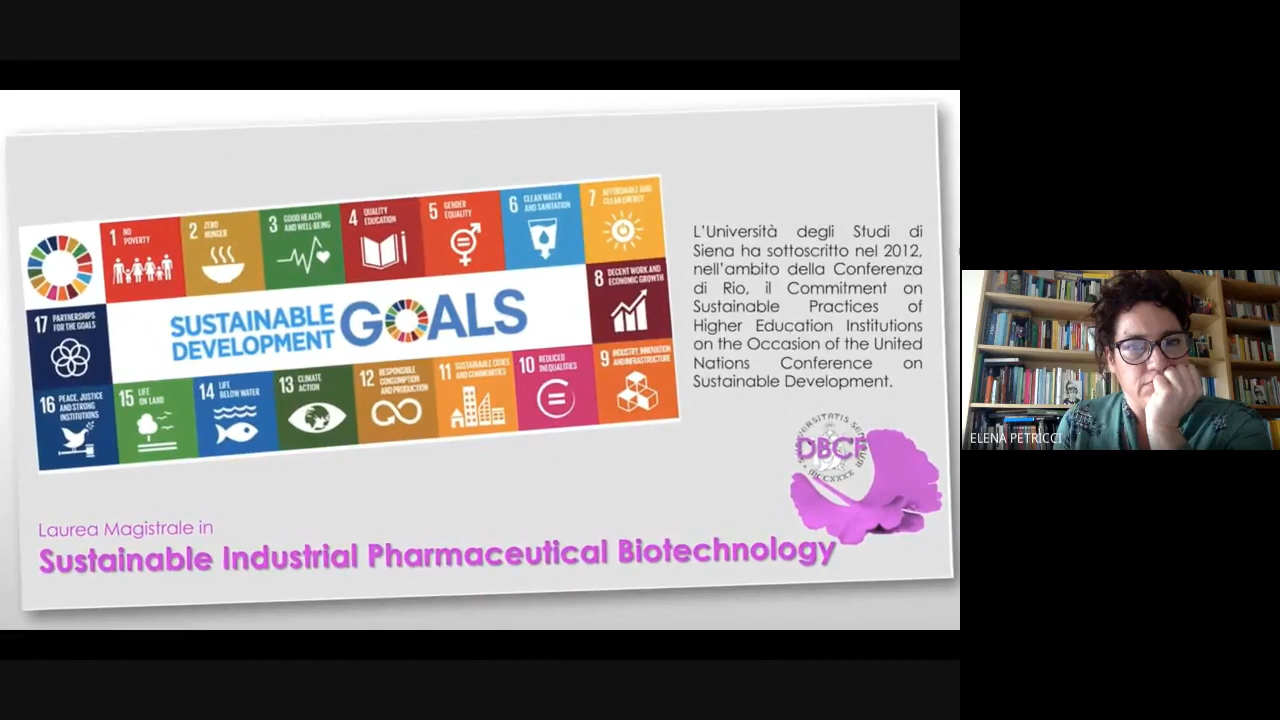 1 NO
POVERTY
2 ZERO
HUNGER
3 GOOD HEALTH
AND WELL-BEING
4 QUALITY
EDUCATION
5 GENDER
EQUALITY
6 CLEAN WATER
AND SANITATION
7 AFFORDABLE AND
CLEAN ENERGY
8 DECENT WORK AND
ECONOMIC GROWTH
SUSTAINABLE
DEVELOPMENT
GOALS
17 PARTNERSHIPS
FOR THE GOALS
16 PEACE, JUSTICE
AND STRONG
INSTITUTIONS
15 LIFE
ON LAND
14 LIFE
BELOW WATER
13 CLIMATE
ACTION
12 RESPONSIBLE
CONSUMPTION
AND PRODUCTION
11 SUSTAINABLE CITIES
AND COMMUNITIES
10 REDUCED
INEQUALITIES
9 INDUSTRY, INNOVATION
AND INFRASTRUCTURE
L'Università degli Studi di
Siena ha sottoscritto nel 2012,
nell'ambito della Conferenza
di Rio, il Commitment on
Sustainable Practices of
Higher Education Institutions
on the Occasion of the United
Nations Conference on
Sustainable Development.
DBCF
MCCXXXX
Laurea Magistrale in
Sustainable Industrial Pharmaceutical Biotechnology
ELENA PETRICCI